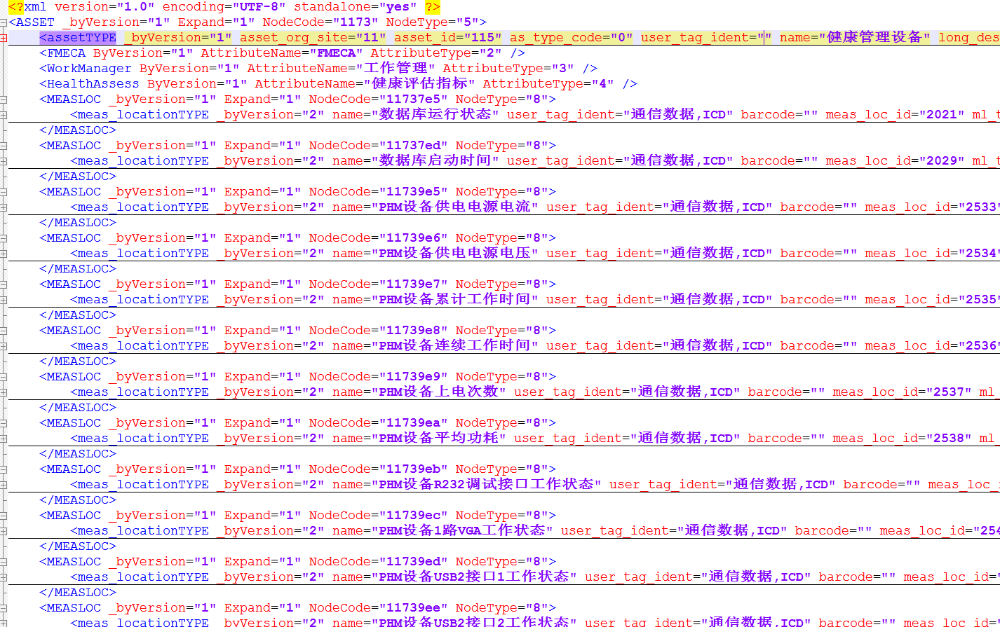 <?xml version="1.0" encoding="UTF-8" standalone="yes" ?>
<ASSET _byVersion="1" Expand="1" NodeCode="1173" NodeType="5">
<assetTYPE _byVersion="1" asset_org_site="11" asset_id="115" as_type_code="0" user_tag_ident="" name="健康管理设备" long_des
<FMECA ByVersion="1" AttributeName="FMECA" AttributeType="2" />
<WorkManager ByVersion="1" AttributeName="工作管理" AttributeType="3" />
<HealthAssess ByVersion="1" AttributeName="健康评估指标" AttributeType="4" />
<MEASLOC _byVersion="1" Expand="1" NodeCode="11737e5" NodeType="8">
<meas_locationTYPE _byVersion="2" name="数据库运行状态" user_tag_ident="通信数据,ICD" barcode="" meas_loc_id="2021" ml_t
</MEASLOC>
<MEASLOC _byVersion="1" Expand="1" NodeCode="11737ed" NodeType="8">
<meas_locationTYPE _byVersion="2" name="数据库启动时间" user_tag_ident="通信数据,ICD" barcode="" meas_loc_id="2029" ml_t
</MEASLOC>
<MEASLOC _byVersion="1" Expand="1" NodeCode="11739e5" NodeType="8">
<meas_locationTYPE _byVersion="2" name="PHM设备供电电源电流" user_tag_ident="通信数据,ICD" barcode="" meas_loc_id="2533"
</MEASLOC>
<MEASLOC _byVersion="1" Expand="1" NodeCode="11739e6" NodeType="8">
<meas_locationTYPE _byVersion="2" name="PHM设备供电电源电压" user_tag_ident="通信数据,ICD" barcode="" meas_loc_id="2534"
</MEASLOC>
<MEASLOC _byVersion="1" Expand="1" NodeCode="11739e7" NodeType="8">
<meas_locationTYPE _byVersion="2" name="PHM设备累计工作时间" user_tag_ident="通信数据,ICD" barcode="" meas_loc_id="2535"
</MEASLOC>
<MEASLOC _byVersion="1" Expand="1" NodeCode="11739e8" NodeType="8">
<meas_locationTYPE _byVersion="2" name="PHM设备连续工作时间" user_tag_ident="通信数据,ICD" barcode="" meas_loc_id="2536"
</MEASLOC>
<MEASLOC _byVersion="1" Expand="1" NodeCode="11739e9" NodeType="8">
<meas_locationTYPE _byVersion="2" name="PHM设备上电次数" user_tag_ident="通信数据,ICD" barcode="" meas_loc_id="2537" ml_
</MEASLOC>
<MEASLOC _byVersion="1" Expand="1" NodeCode="11739ea" NodeType="8">
<meas_locationTYPE _byVersion="2" name="PHM设备平均功耗" user_tag_ident="通信数据,ICD" barcode="" meas_loc_id="2538" ml_
</MEASLOC>
<MEASLOC _byVersion="1" Expand="1" NodeCode="11739eb" NodeType="8">
<meas_locationTYPE _byVersion="2" name="PHM设备R232调试接口工作状态" user_tag_ident="通信数据,ICD" barcode="" meas_loc_
</MEASLOC>
<MEASLOC _byVersion="1" Expand="1" NodeCode="11739ec" NodeType="8">
<meas_locationTYPE _byVersion="2" name="PHM设备1路VGA工作状态" user_tag_ident="通信数据,ICD" barcode="" meas_loc_id="254
</MEASLOC>
<MEASLOC _byVersion="1" Expand="1" NodeCode="11739ed" NodeType="8">
<meas_locationTYPE _byVersion="2" name="PHM设备USB2接口1工作状态" user_tag_ident="通信数据,ICD" barcode="" meas_loc_id="
</MEASLOC>
<MEASLOC _byVersion="1" Expand="1" NodeCode="11739ee" NodeType="8">
<meas_locationTYPE _byVersion="2" name="PHM设备USB2接口2工作状态" user_tag_ident="通信数据,ICD" barcode="" meas_loc_id="